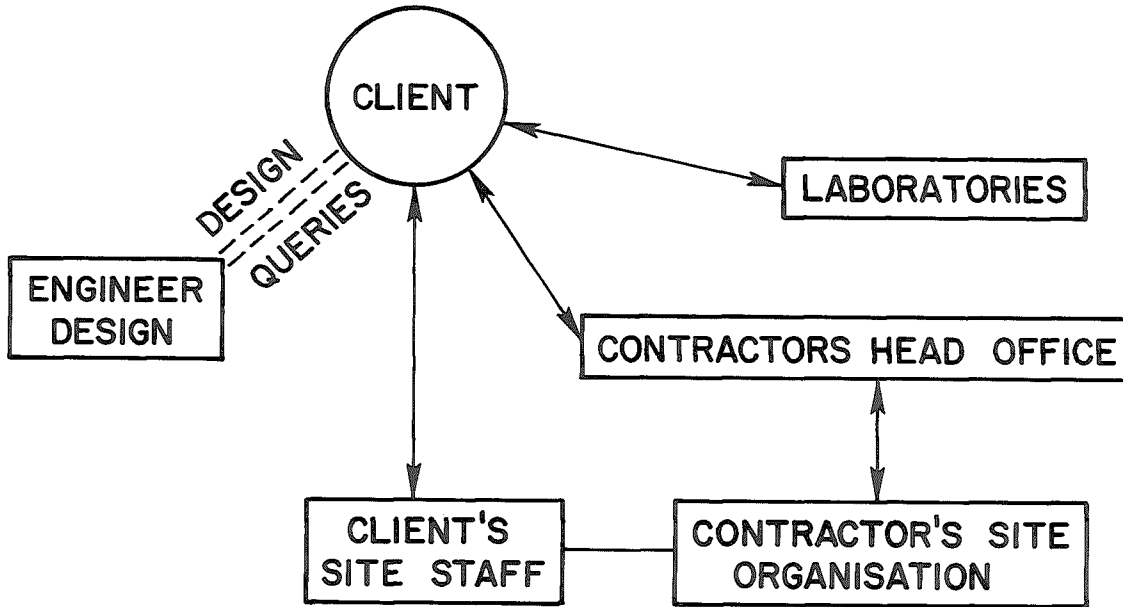 CLIENT
DESIGN
QUERIES
LABORATORIES
ENGINEER
DESIGN
CONTRACTORS HEAD OFFICE
CLIENT'S
SITE STAFF
CONTRACTOR'S SITE
ORGANISATION